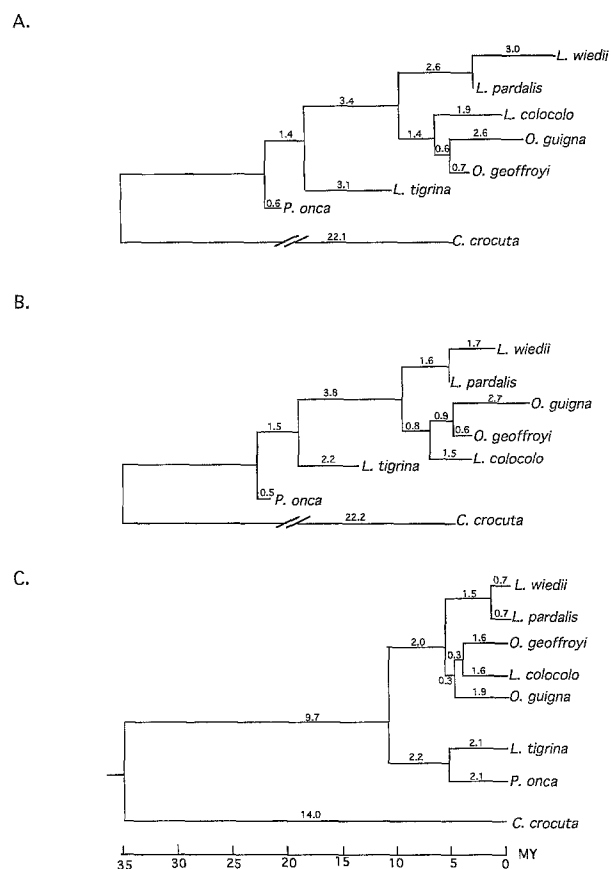 A.
3.0
L. wiedii
2.6
L. pardalis
3.4
1.9
L. colocolo
1.4
2.6
O. guigna
1.4
0.6
0.7
O. geoffroyi
3.1
L. tigrina
0.6
P. onca
22.1
C. crocuta
B.
1.7
L. wiedii
1.6
L. pardalis
3.8
2.7
O. guigna
0.9
1.5
0.8
0.6
O. geoffroyi
1.5
L. colocolo
2.2
L. tigrina
0.5
P. onca
22.2
C. crocuta
C.
0.7
L. wiedii
1.5
0.7
L. pardalis
2.0
1.6
O. geoffroyi
0.3
1.6
L. colocolo
0.3
1.9
O. guigna
9.7
2.1
L. tigrina
2.2
2.1
P. onca
14.0
C. crocuta
35 30 25 20 15 10 5 0 MY